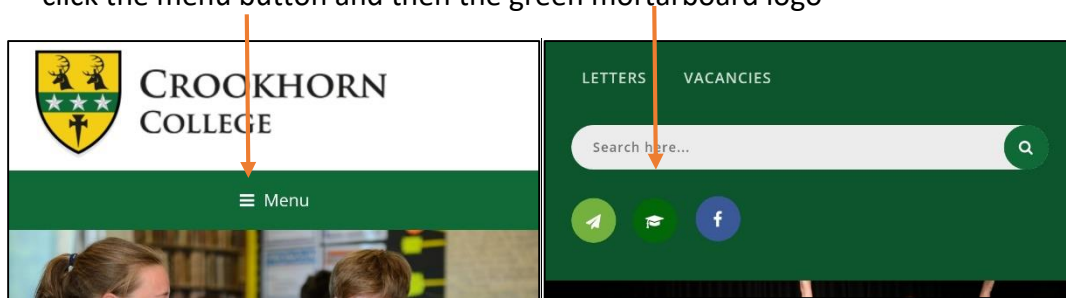 click the menu button and then the green mortarboard logo
CROOKHORN
COLLEGE
Menu
LETTERS VACANCIES
Search here...